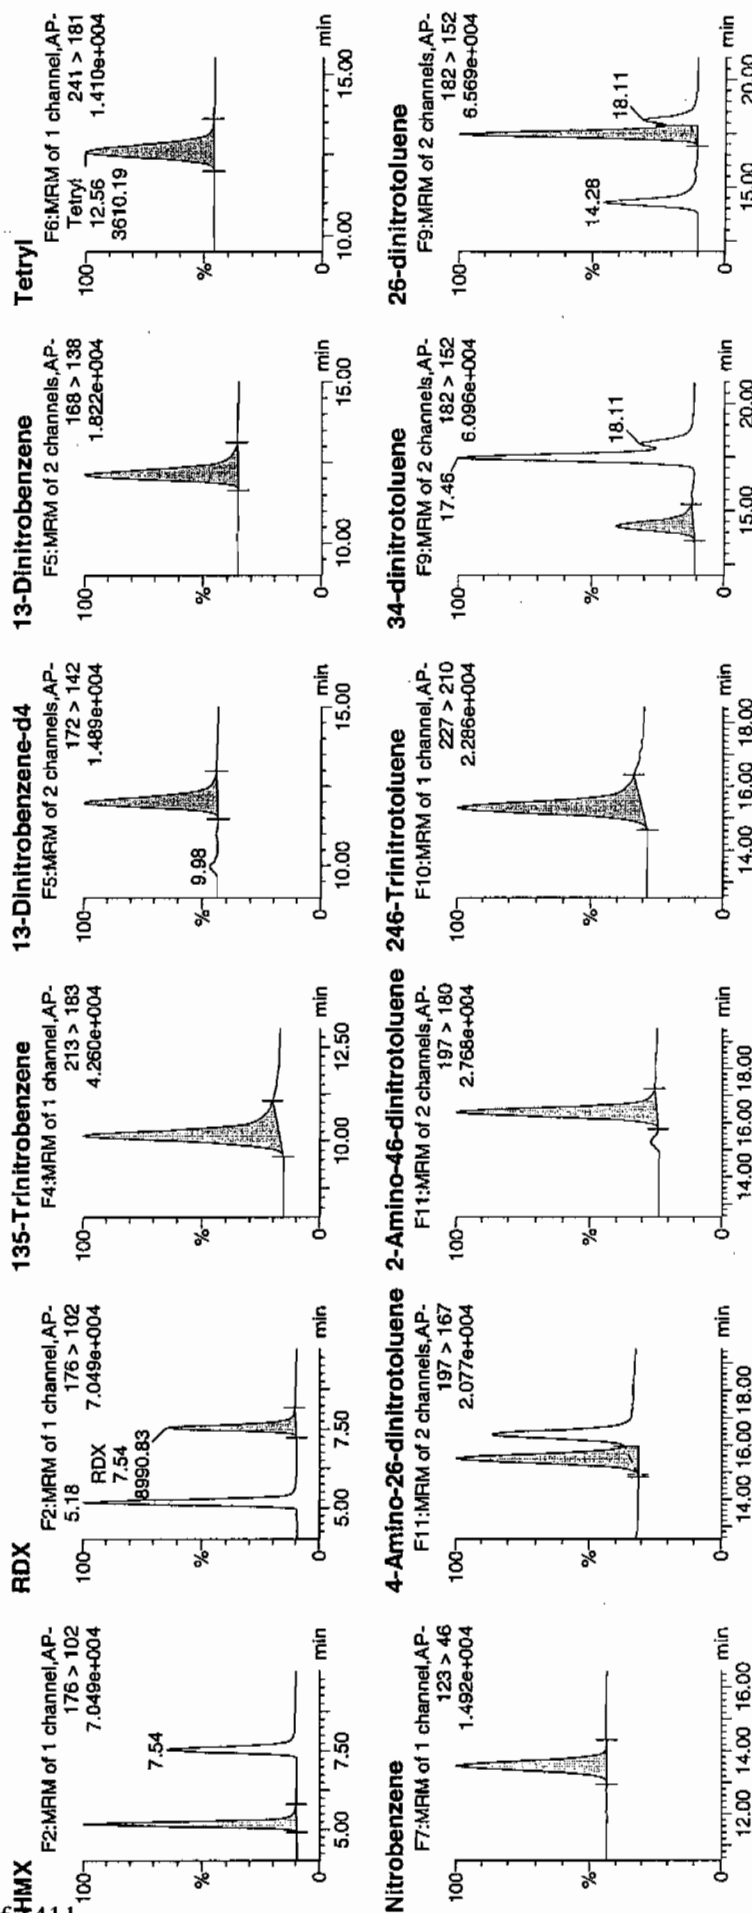 HMX
F2:MRM of 1 channel,AP-
176 > 102
7.049e+004
100
%
0
7.54
5.00
7.50
min
RDX
F2:MRM of 1 channel,AP-
5.18
176 > 102
7.049e+004
RDX
7.54
8990.83
100
%
0
5.00
7.50
min
135-Trinitrobenzene
F4:MRM of 1 channel,AP-
213 > 183
4.260e+004
100
%
0
10.00
12.50
min
13-Dinitrobenzene-d4
F5:MRM of 2 channels,AP-
172 > 142
1.489e+004
100
%
0
9.98
10.00
15.00
min
13-Dinitrobenzene
F5:MRM of 2 channels,AP-
168 > 138
1.822e+004
100
%
0
10.00
15.00
min
Tetryl
F6:MRM of 1 channel,AP-
Tetryl
241 > 181
12.56
1.410e+004
3610.19
100
%
0
10.00
15.00
min
Nitrobenzene
F7:MRM of 1 channel,AP-
123 > 46
1.492e+004
100
%
0
12.00
14.00
16.00
min
4-Amino-26-dinitrotoluene
F11:MRM of 2 channels,AP-
197 > 167
2.077e+004
100
%
0
14.00
16.00
18.00
min
2-Amino-46-dinitrotoluene
F11:MRM of 2 channels,AP-
197 > 180
2.768e+004
100
%
0
14.00
16.00
18.00
min
246-Trinitrotoluene
F10:MRM of 1 channel,AP-
227 > 210
2.286e+004
100
%
0
14.00
16.00
18.00
min
34-dinitrotoluene
F9:MRM of 2 channels,AP-
17.46
182 > 152
6.096e+004
18.11
100
%
0
15.00
20.00
min
26-dinitrotoluene
F9:MRM of 2 channels,AP-
182 > 152
6.569e+004
14.28
18.11
100
%
0
15.00
20.00
min